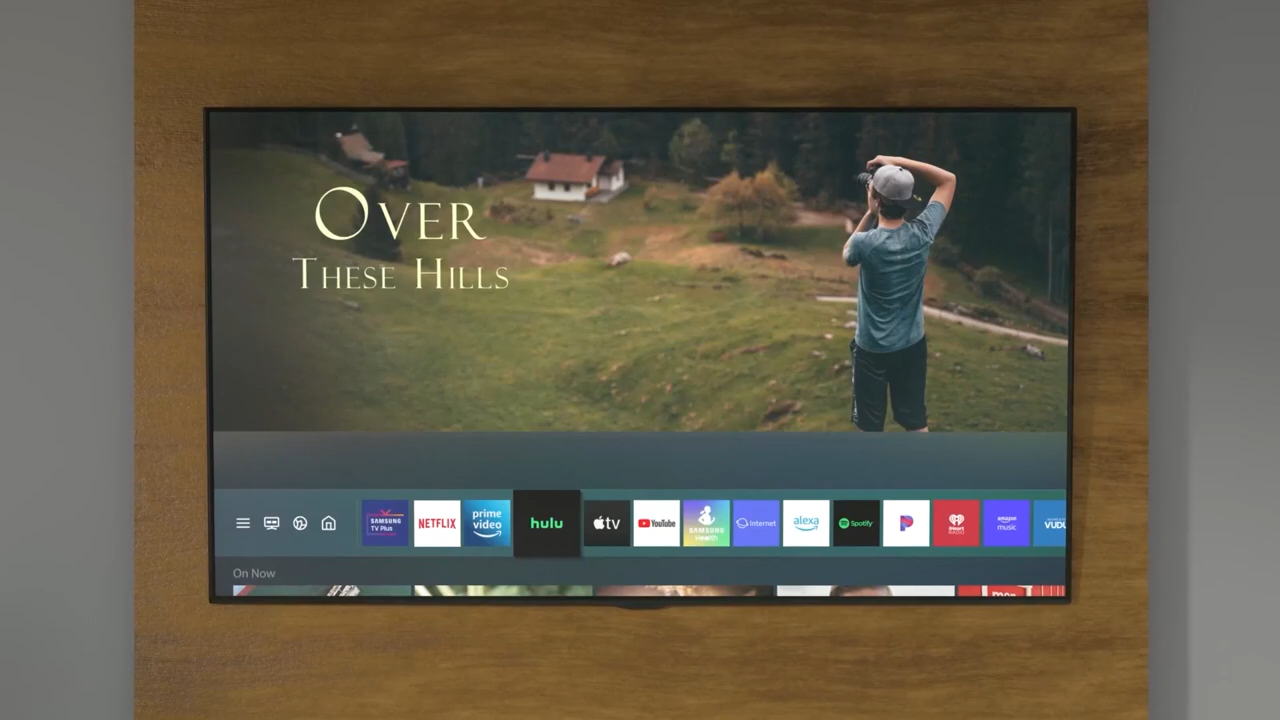 OVER
THESE HILLS
SAMSUNG
TV Plus
NETFLIX
prime
video
hulu
tv
YouTube
SAMSUNG
Health
Internet
alexa
Spotify
iHeart
RADIO
amazon
music
VUDU
On Now